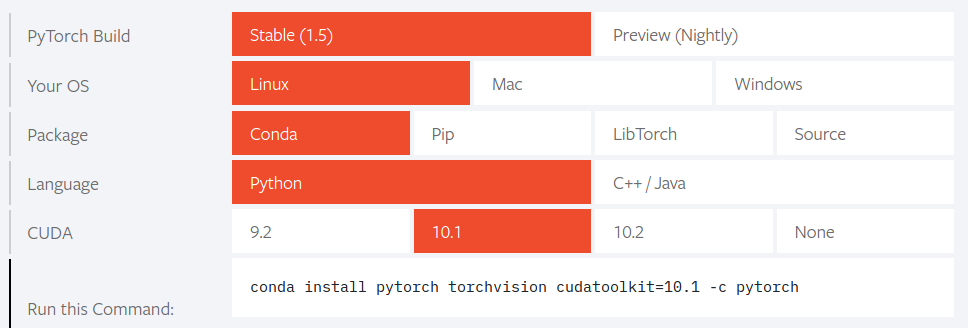 PyTorch Build Stable (1.5) Preview (Nightly)
Your OS Linux Mac Windows
Package Conda Pip LibTorch Source
Language Python C++ / Java
CUDA 9.2 10.1 10.2 None
Run this Command: conda install pytorch torchvision cudatoolkit=10.1 -c pytorch